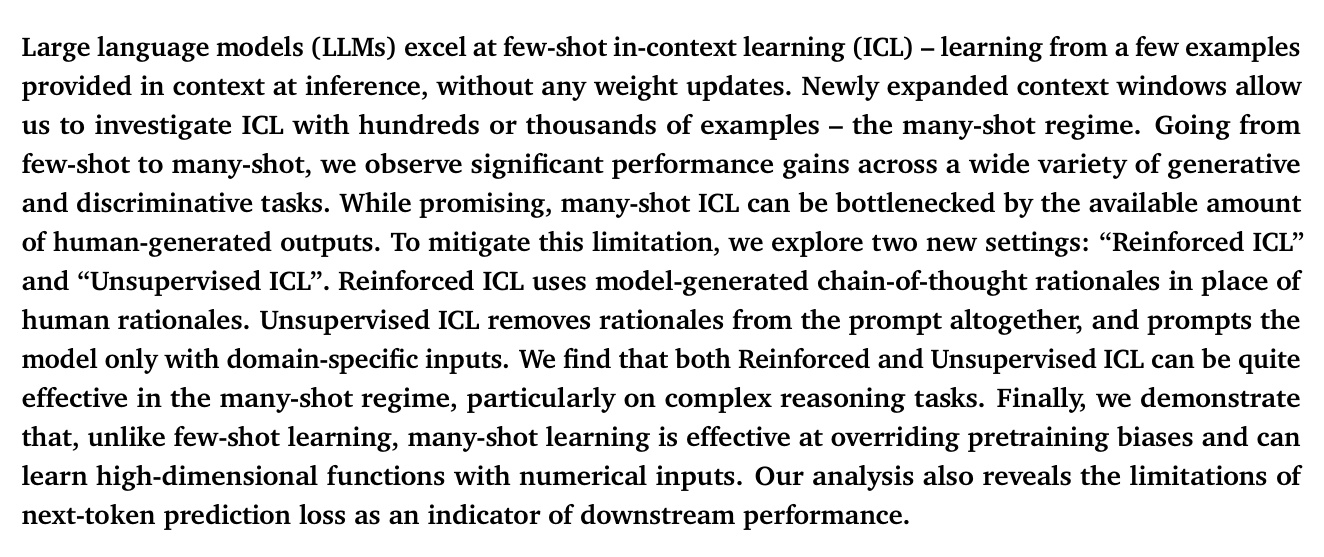 Large language models (LLMs) excel at few-shot in-context learning (ICL) – learning from a few examples
provided in context at inference, without any weight updates. Newly expanded context windows allow
us to investigate ICL with hundreds or thousands of examples – the many-shot regime. Going from
few-shot to many-shot, we observe significant performance gains across a wide variety of generative
and discriminative tasks. While promising, many-shot ICL can be bottlenecked by the available amount
of human-generated outputs. To mitigate this limitation, we explore two new settings: “Reinforced ICL”
and “Unsupervised ICL”. Reinforced ICL uses model-generated chain-of-thought rationales in place of
human rationales. Unsupervised ICL removes rationales from the prompt altogether, and prompts the
model only with domain-specific inputs. We find that both Reinforced and Unsupervised ICL can be quite
effective in the many-shot regime, particularly on complex reasoning tasks. Finally, we demonstrate
that, unlike few-shot learning, many-shot learning is effective at overriding pretraining biases and can
learn high-dimensional functions with numerical inputs. Our analysis also reveals the limitations of
next-token prediction loss as an indicator of downstream performance.